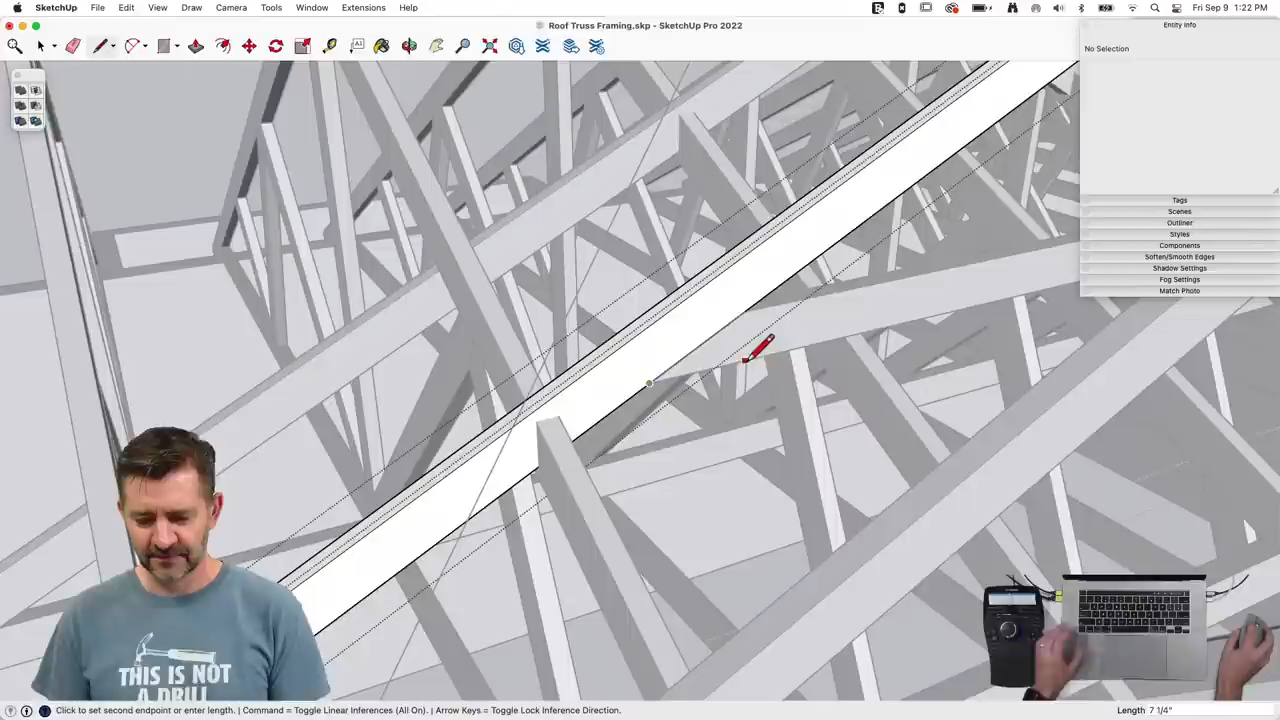 SketchUp File Edit View Draw Camera Tools Window Extensions Help Fri Sep 9 1:22 PM
Roof Truss Framing.skp - SketchUp Pro 2022
Entity Info
No Selection
Tags
Scenes
Outliner
Styles
Components
Soften/Smooth Edges
Shadow Settings
Fog Settings
Match Photo
THIS IS NOT
A DRILL
Click to set second endpoint or enter length. | Command = Toggle Linear Inferences (All On). | Arrow Keys = Toggle Lock Inference Direction. Length 7 1/4"